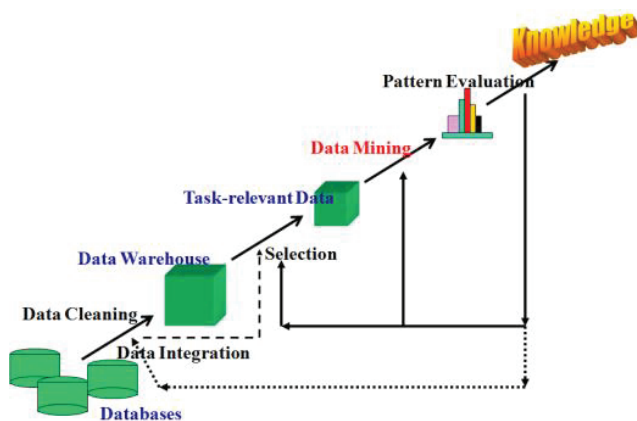 Knowledge
Pattern Evaluation
Data Mining
Task-relevant Data
Data Warehouse
Selection
Data Cleaning
Data Integration
Databases